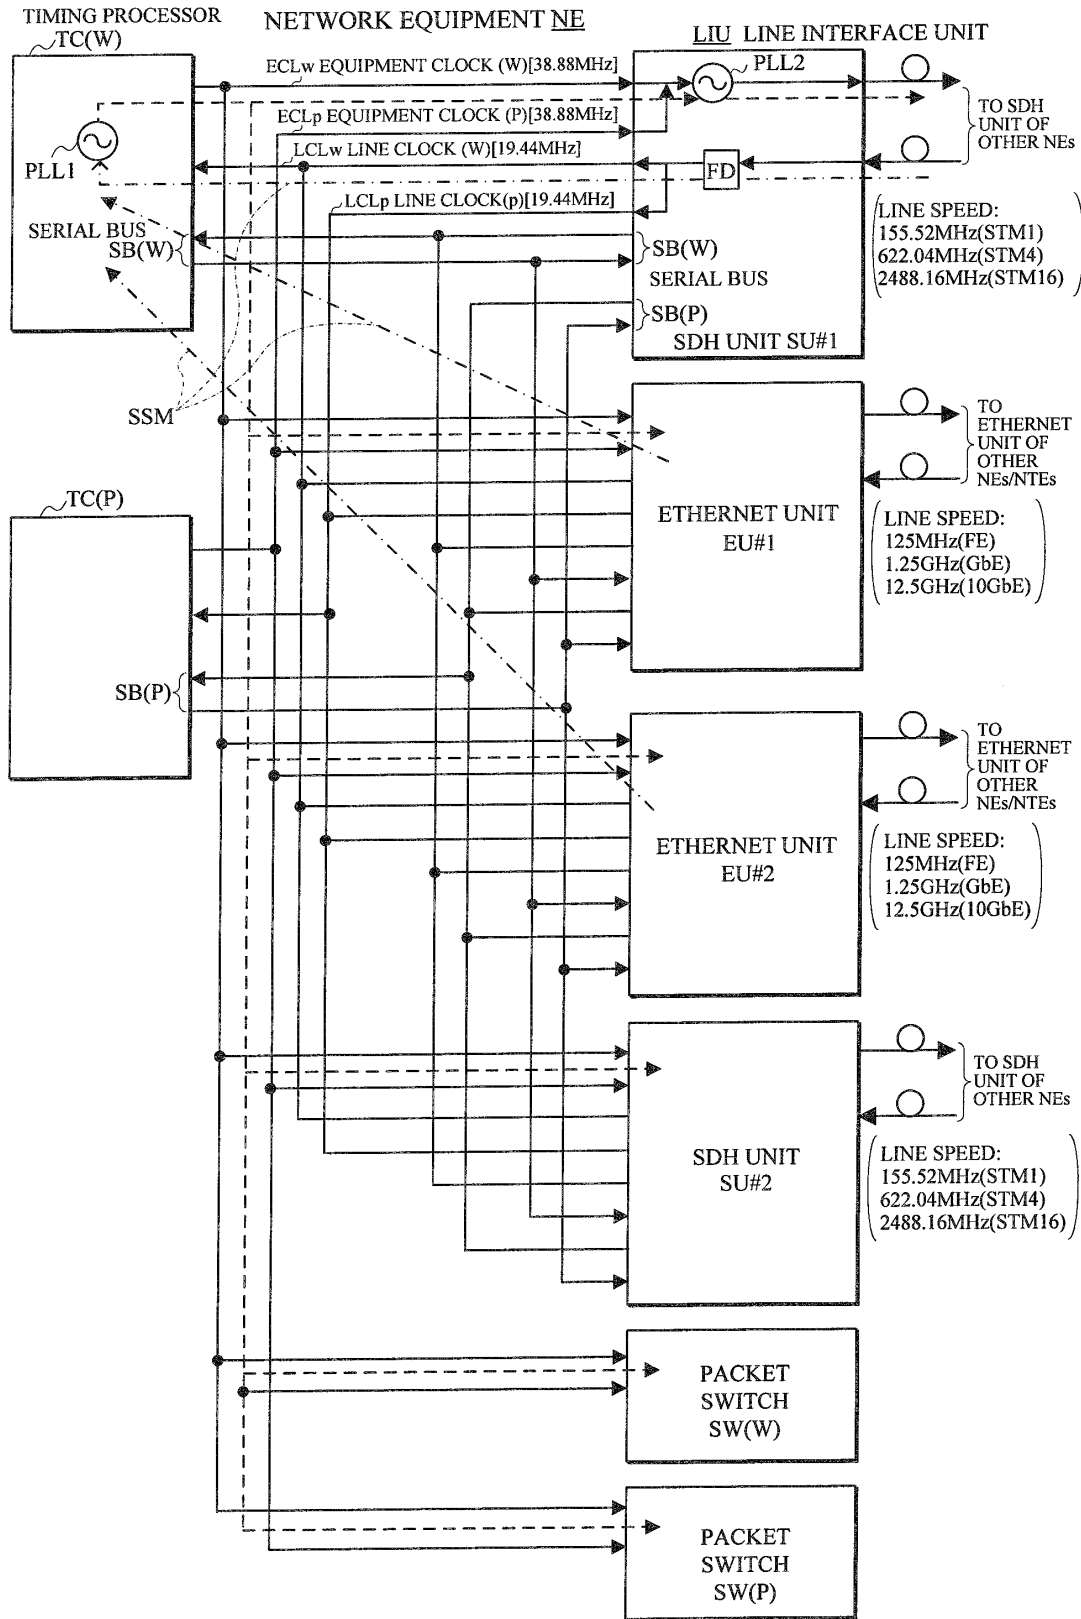 TIMING PROCESSOR
TC(W)
NETWORK EQUIPMENT NE
LIU LINE INTERFACE UNIT
ECLw EQUIPMENT CLOCK (W)[38.88MHz]
PLL2
ECLp EQUIPMENT CLOCK (P)[38.88MHz]
TO SDH
UNIT OF
OTHER NEs
PLL1
LCLw LINE CLOCK (W)[19.44MHz]
FD
LCLp LINE CLOCK(p)[19.44MHz]
LINE SPEED:
155.52MHz(STM1)
622.04MHz(STM4)
2488.16MHz(STM16)
SERIAL BUS
SB(W)
SB(W)
SERIAL BUS
SB(P)
SDH UNIT SU#1
SSM
TO
ETHERNET
UNIT OF
OTHER
NEs/NTEs
TC(P)
ETHERNET UNIT
EU#1
LINE SPEED:
125MHz(FE)
1.25GHz(GbE)
12.5GHz(10GbE)
SB(P)
TO
ETHERNET
UNIT OF
OTHER
NEs/NTEs
ETHERNET UNIT
EU#2
LINE SPEED:
125MHz(FE)
1.25GHz(GbE)
12.5GHz(10GbE)
TO SDH
UNIT OF
OTHER NEs
SDH UNIT
SU#2
LINE SPEED:
155.52MHz(STM1)
622.04MHz(STM4)
2488.16MHz(STM16)
PACKET
SWITCH
SW(W)
PACKET
SWITCH
SW(P)